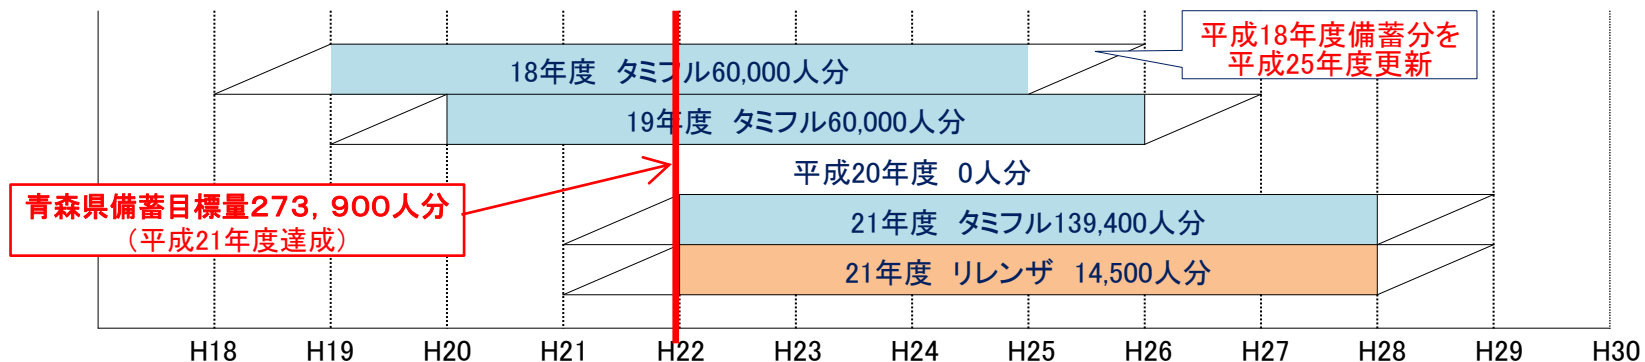 平成18年度備蓄分を
平成25年度更新
18年度　タミフル60,000人分
19年度　タミフル60,000人分
平成20年度　0人分
青森県備蓄目標量273，900人分
（平成21年度達成）
21年度　タミフル139,400人分
21年度　リレンザ　14,500人分
H18 H19 H20 H21 H22 H23 H24 H25 H26 H27 H28 H29 H30